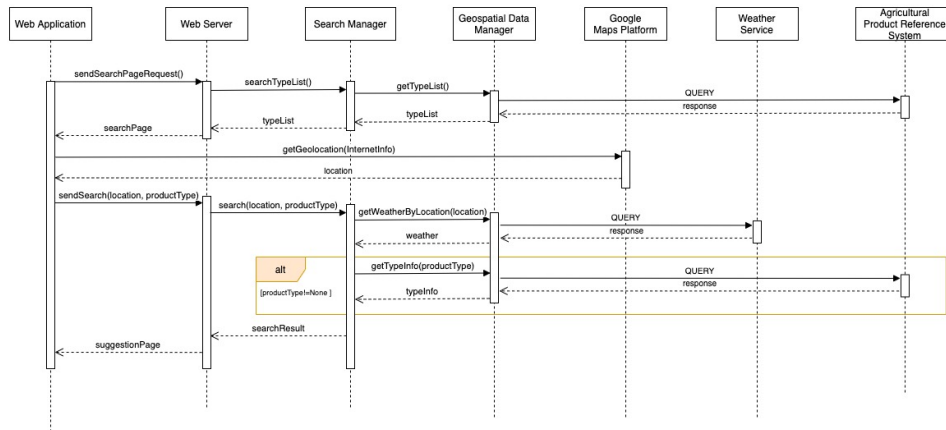 Web Application
Web Server
Search Manager
Geospatial Data
Manager
Google
Maps Platform
Weather
Service
Agricultural
Product Reference
System
sendSearchPageRequest()
searchTypeList()
getTypeList()
QUERY
response
typeList
typeList
searchPage
getGeolocation(InternetInfo)
location
sendSearch(location, productType)
search(location, productType)
getWeatherByLocation(location)
QUERY
response
weather
alt
[productType!=None ]
getTypeInfo(productType)
QUERY
response
typeInfo
searchResult
suggestionPage